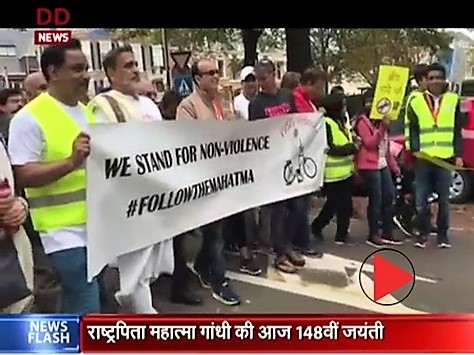 DD
NEWS
WE STAND FOR NON-VIOLENCE
#FOLLOWTHEMAHATMA
NEWS
FLASH
राष्ट्रपिता महात्मा गांधी की आज 148वीं जयंती